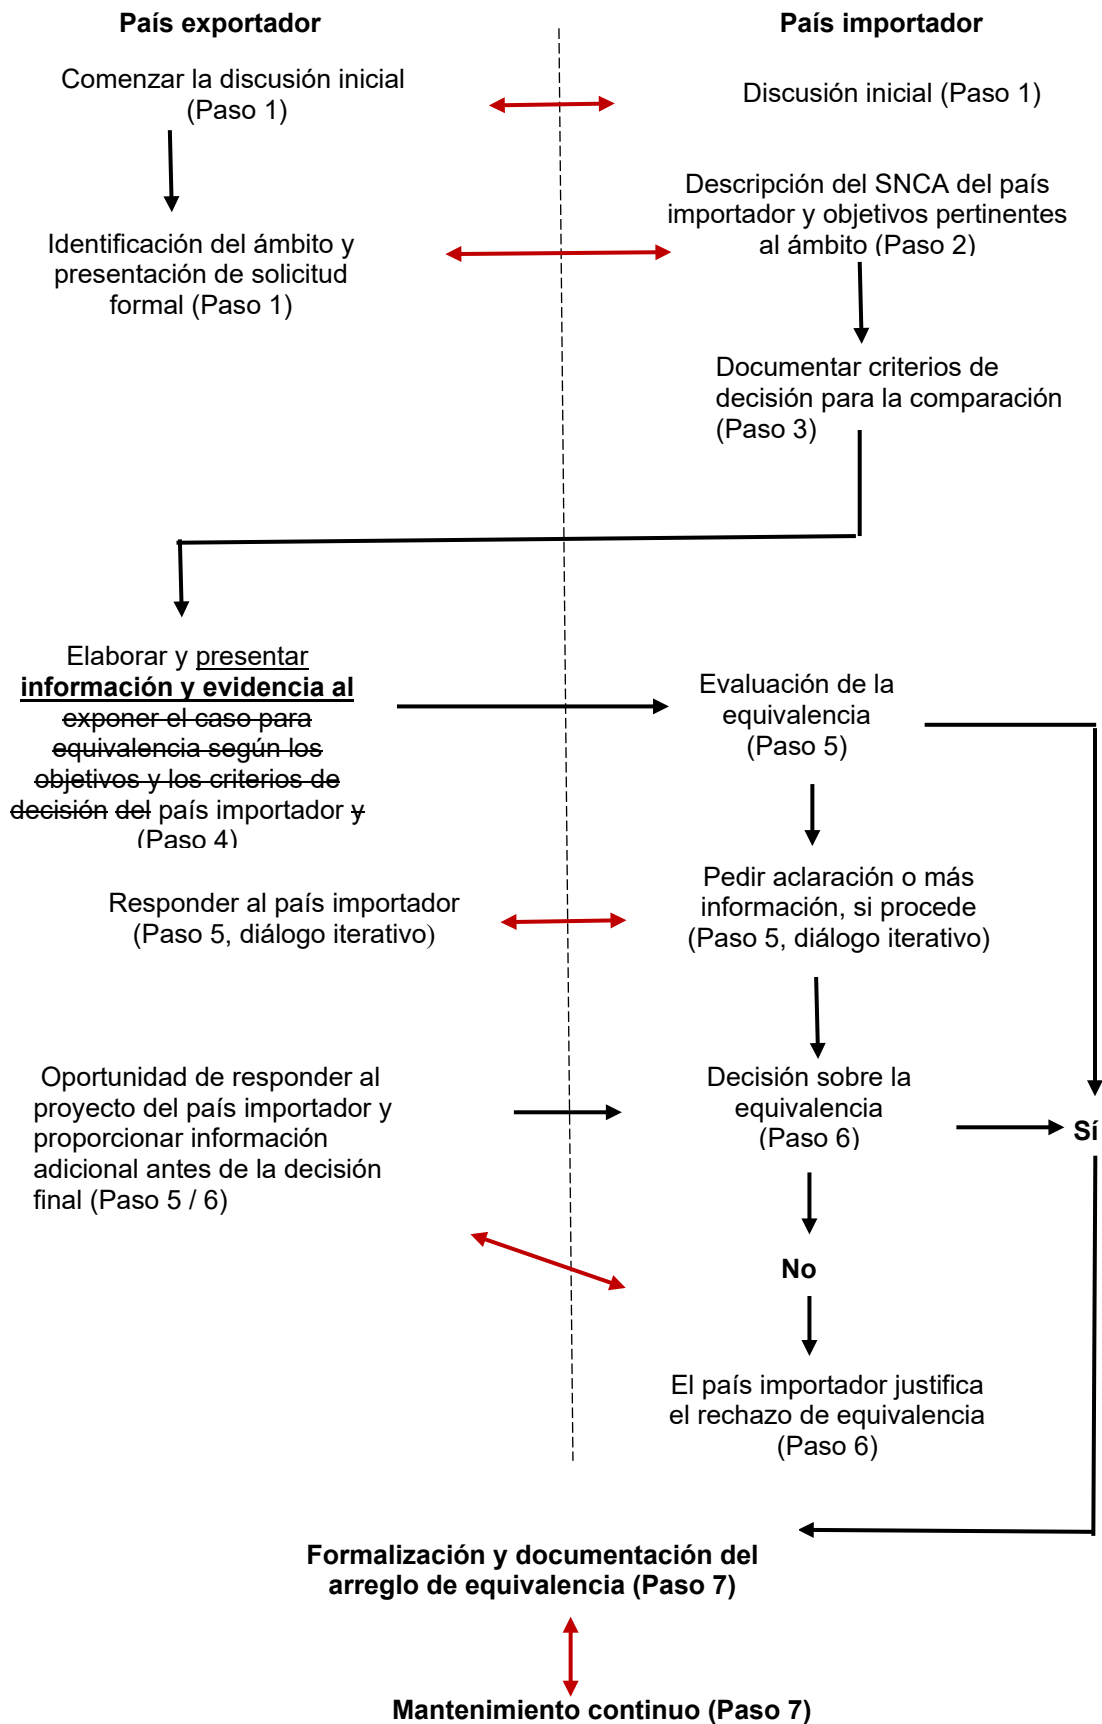 País exportador
País importador
Comenzar la discusión inicial
(Paso 1)
Discusión inicial (Paso 1)
Identificación del ámbito y
presentación de solicitud
formal (Paso 1)
Descripción del SNCA del país
importador y objetivos pertinentes
al ámbito (Paso 2)
Documentar criterios de
decisión para la comparación
(Paso 3)
Elaborar y presentar
información y evidencia al
exponer el caso para
equivalencia según los
objetivos y los criterios de
decisión del país importador y
(Paso 4)
Evaluación de la
equivalencia
(Paso 5)
Responder al país importador
(Paso 5, diálogo iterativo)
Pedir aclaración o más
información, si procede
(Paso 5, diálogo iterativo)
Oportunidad de responder al
proyecto del país importador y
proporcionar información
adicional antes de la decisión
final (Paso 5 / 6)
Decisión sobre la
equivalencia
(Paso 6)
Sí
No
El país importador justifica
el rechazo de equivalencia
(Paso 6)
Formalización y documentación del
arreglo de equivalencia (Paso 7)
Mantenimiento continuo (Paso 7)